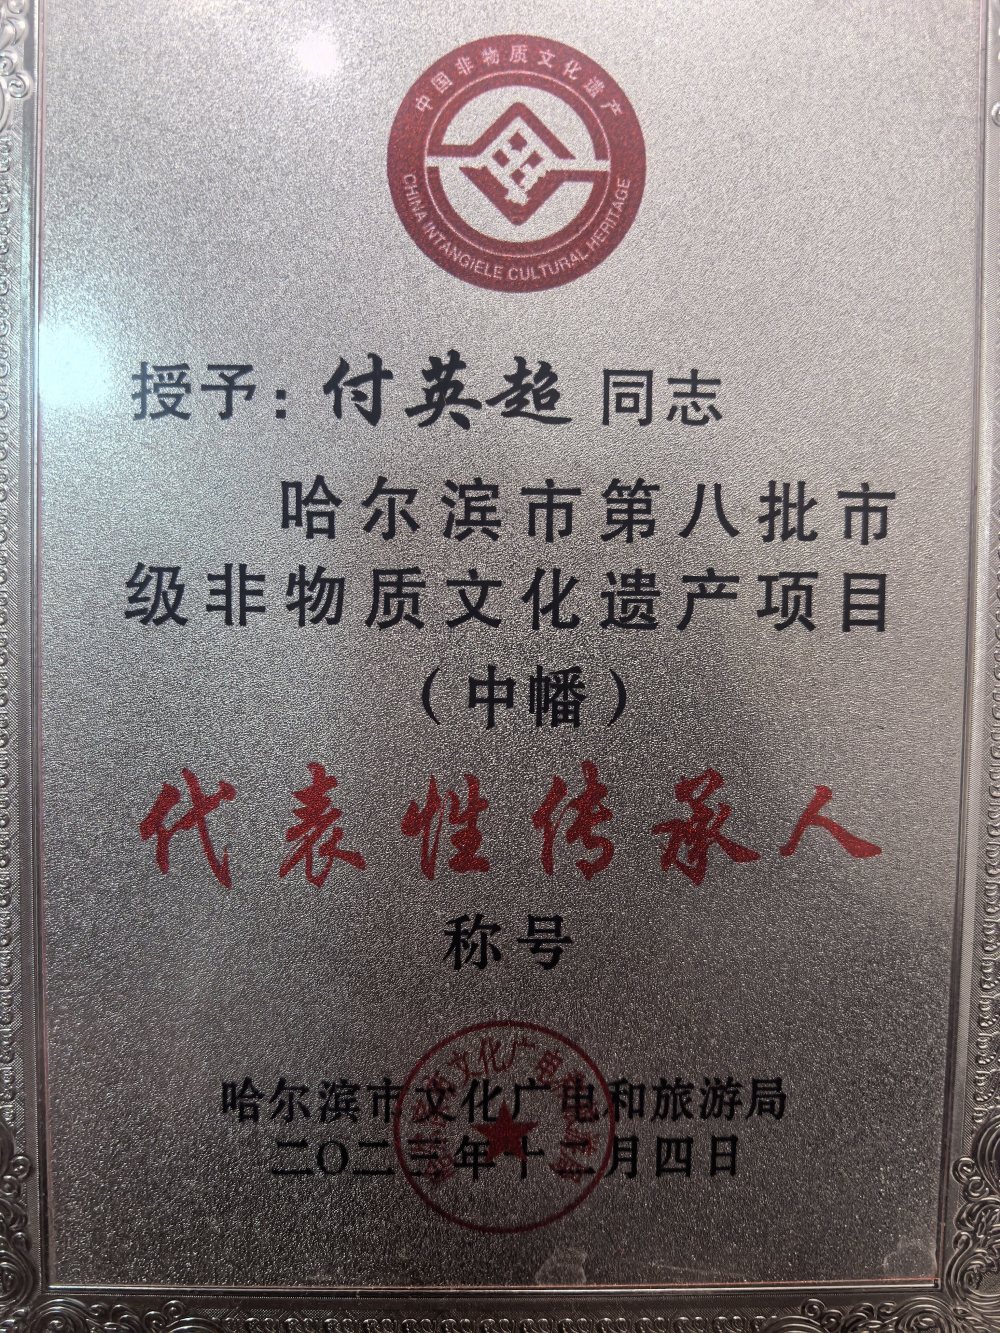 中国非物质文化遗产
CHINA INTANGIELE CULTURAL HERITAGE
授予：付英超 同志
哈尔滨市第八批市
级非物质文化遗产项目
（中幡）
代表性传承人
称号
哈尔滨市文化广电和旅游局
二〇二三年十二月四日